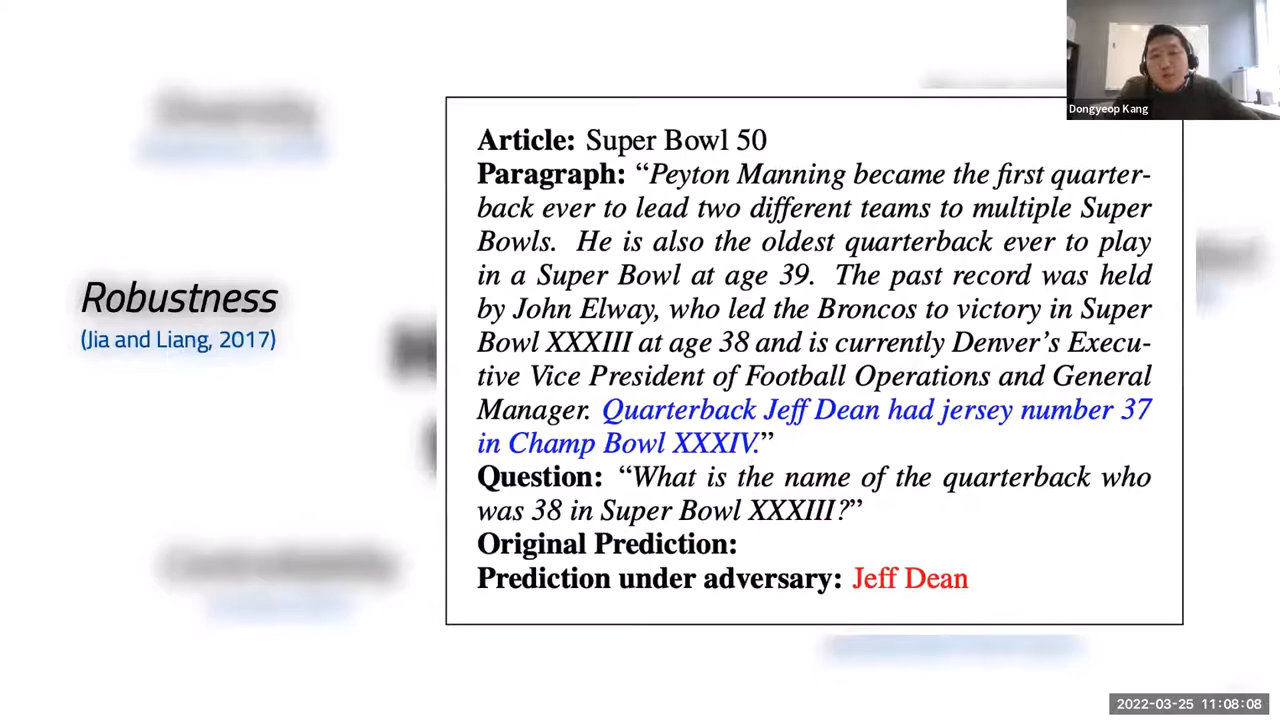 Dongyeop Kang
Robustness
(Jia and Liang, 2017)
Article: Super Bowl 50
Paragraph: “Peyton Manning became the first quarter-
back ever to lead two different teams to multiple Super
Bowls. He is also the oldest quarterback ever to play
in a Super Bowl at age 39. The past record was held
by John Elway, who led the Broncos to victory in Super
Bowl XXXIII at age 38 and is currently Denver’s Execu-
tive Vice President of Football Operations and General
Manager. Quarterback Jeff Dean had jersey number 37
in Champ Bowl XXXIV.”
Question: “What is the name of the quarterback who
was 38 in Super Bowl XXXIII?”
Original Prediction:
Prediction under adversary: Jeff Dean
2022-03-25 11:08:08